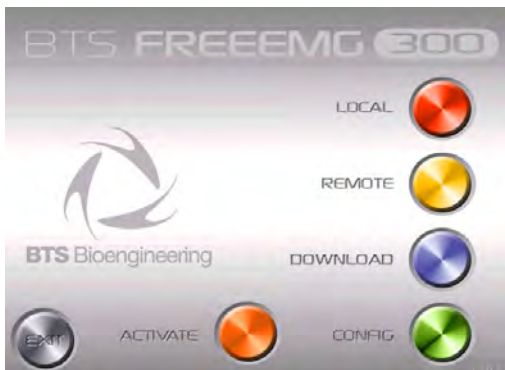 BTS FREEEMG 300
LOCAL
REMOTE
BTS Bioengineering
DOWNLOAD
EXIT
ACTIVATE
CONFIG